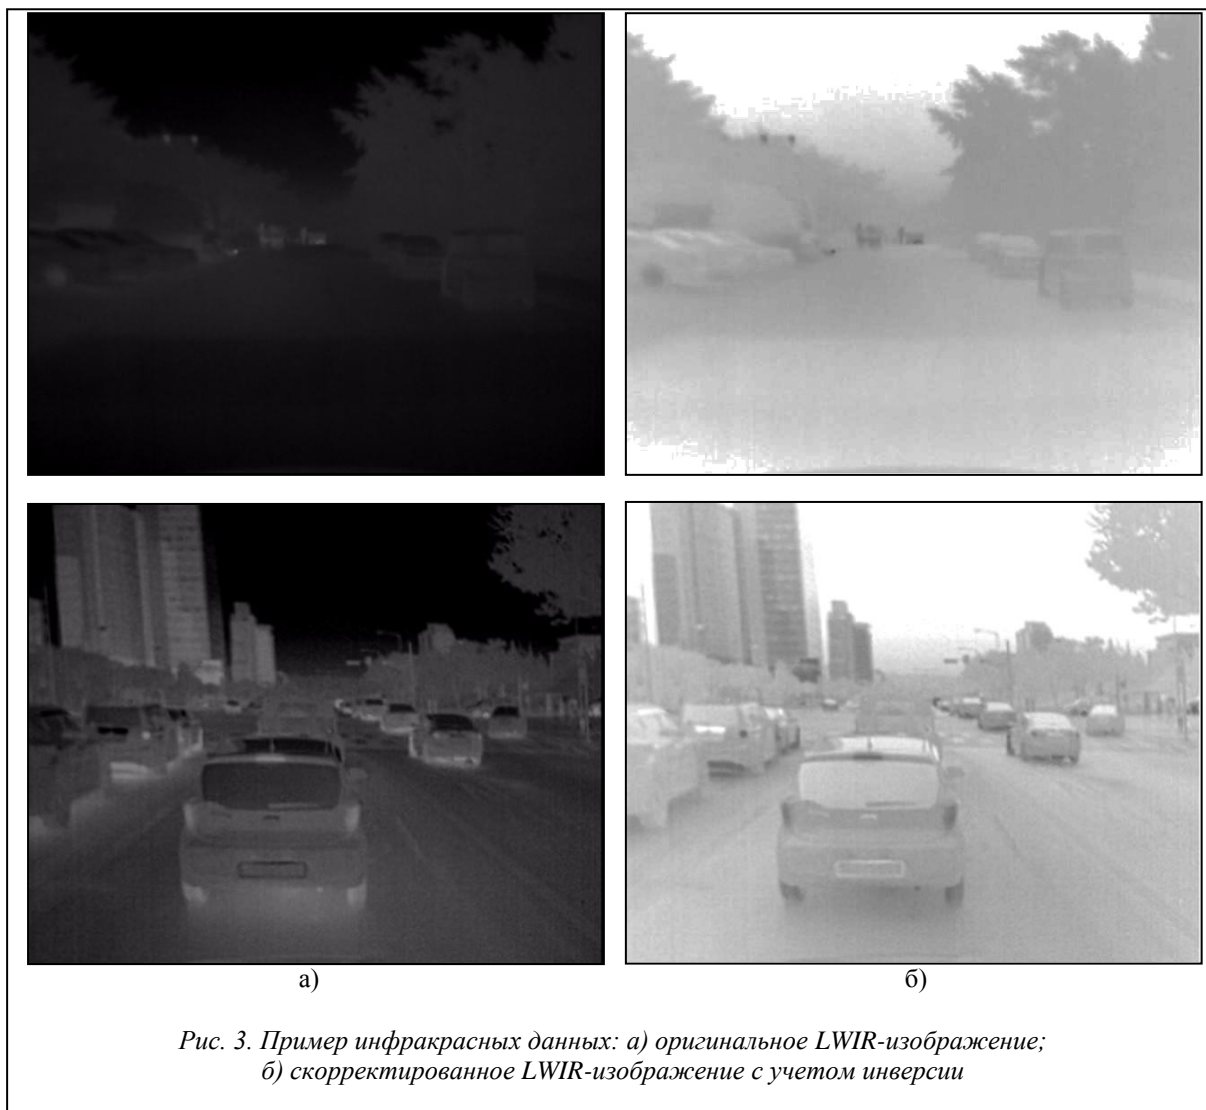 а)
б)
Рис. 3. Пример инфракрасных данных: а) оригинальное LWIR-изображение;
б) скорректированное LWIR-изображение с учетом инверсии